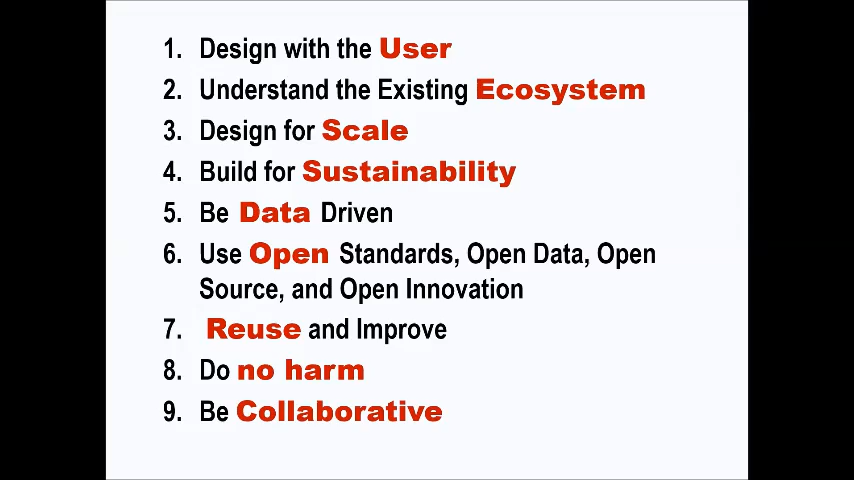 1. Design with the User
2. Understand the Existing Ecosystem
3. Design for Scale
4. Build for Sustainability
5. Be Data Driven
6. Use Open Standards, Open Data, Open
Source, and Open Innovation
7. Reuse and Improve
8. Do no harm
9. Be Collaborative